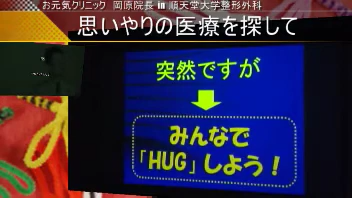 お元気クリニック 岡原院長 in 順天堂大学整形外科
思いやりの医療を探して
突然ですが
みんなで
「HUG」しよう！